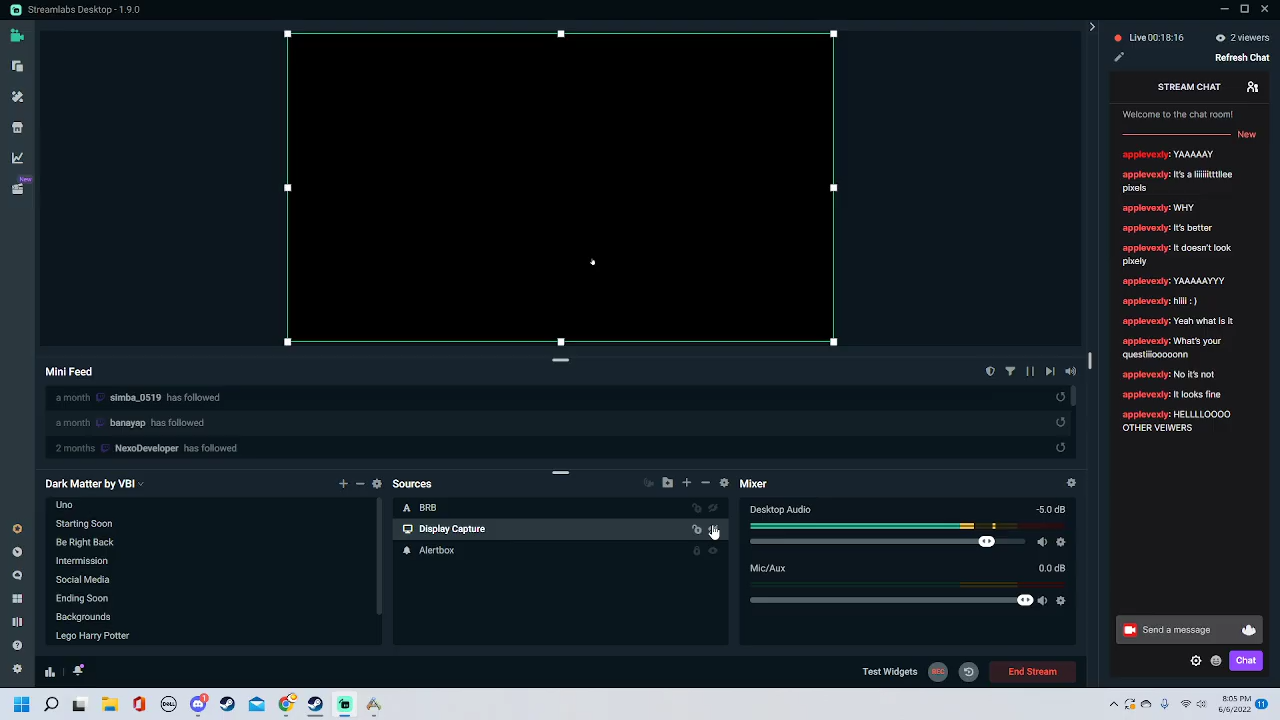 Streamlabs Desktop - 1.9.0
Live 00:18:16
2 viewers
Refresh Chat
STREAM CHAT
Welcome to the chat room!
New
applevexly: YAAAAAY
applevexly: It's a liiiiiitttllee
pixels
applevexly: WHY
applevexly: It's better
applevexly: It doesn't look
pixely
applevexly: YAAAAAYYY
applevexly: hiiii : )
applevexly: Yeah what is it
applevexly: What's your
questiiiooooonn
applevexly: No it's not
applevexly: It looks fine
applevexly: HELLLLOOOO
OTHER VEIWERS
Send a message
Chat
New
Mini Feed
a month simba_0519 has followed
a month banayap has followed
2 months NexoDeveloper has followed
Dark Matter by VBI
Uno
Starting Soon
Be Right Back
Intermission
Social Media
Ending Soon
Backgrounds
Lego Harry Potter
Sources
BRB
Display Capture
Alertbox
Mixer
Desktop Audio -5.0 dB
Mic/Aux 0.0 dB
Test Widgets
REC
End Stream
DELL
1
8:05 PM
6/6/2022
11